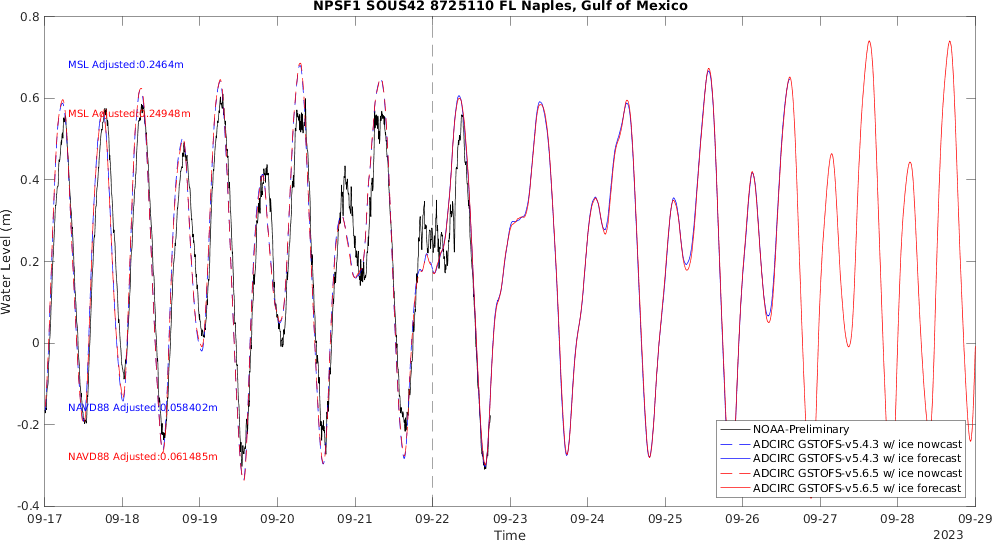 NPSF1 SOUS42 8725110 FL Naples, Gulf of Mexico
0.8
0.6
0.4
0.2
0
-0.2
-0.4
Water Level (m)
MSL Adjusted:0.2464m
MSL Adjusted:0.24948m
NAVD88 Adjusted:0.058402m
NAVD88 Adjusted:0.061485m
NOAA-Preliminary
ADCIRC GSTOFS-v5.4.3 w/ ice nowcast
ADCIRC GSTOFS-v5.4.3 w/ ice forecast
ADCIRC GSTOFS-v5.6.5 w/ ice nowcast
ADCIRC GSTOFS-v5.6.5 w/ ice forecast
09-17 09-18 09-19 09-20 09-21 09-22 09-23 09-24 09-25 09-26 09-27 09-28 09-29
Time
2023